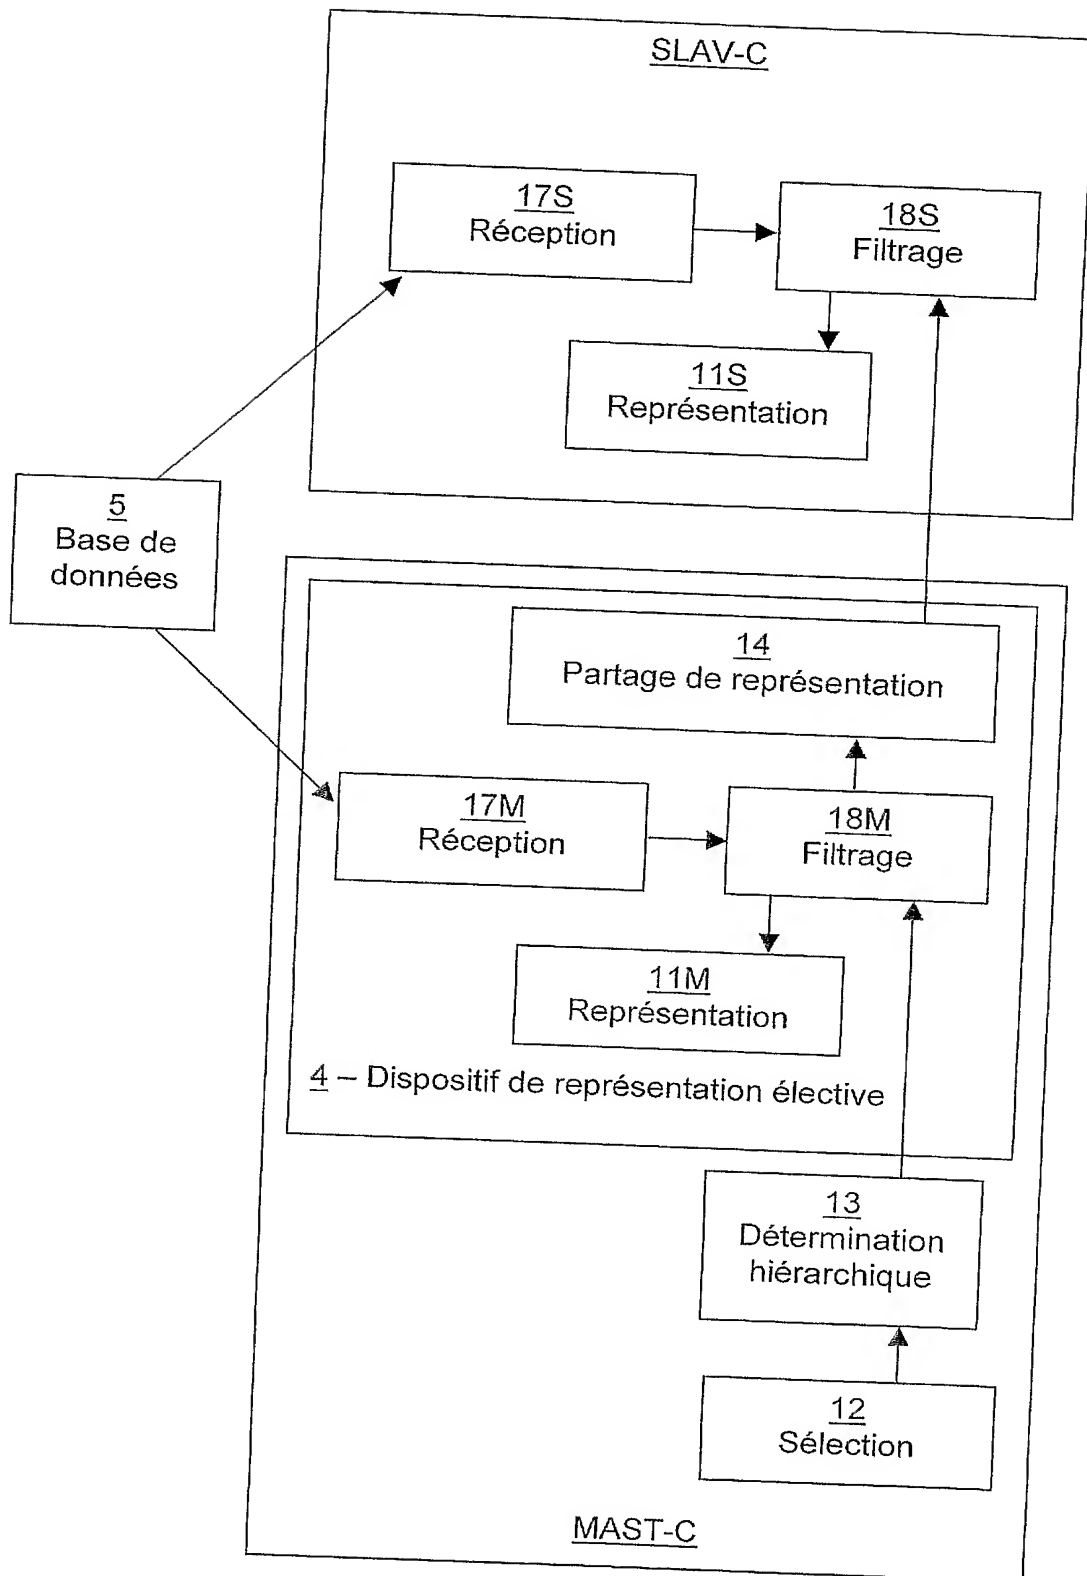 SLAV-C
17S
Réception
18S
Filtrage
11S
Représentation
5
Base de
données
14
Partage de représentation
17M
Réception
18M
Filtrage
11M
Représentation
4 – Dispositif de représentation élective
13
Détermination
hiérarchique
12
Sélection
MAST-C